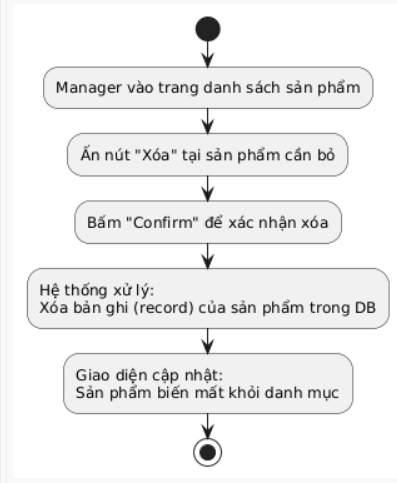 Manager vào trang danh sách sản phẩm
Ấn nút "Xóa" tại sản phẩm cần bỏ
Bấm "Confirm" để xác nhận xóa
Hệ thống xử lý:
Xóa bản ghi (record) của sản phẩm trong DB
Giao diện cập nhật:
Sản phẩm biến mất khỏi danh mục